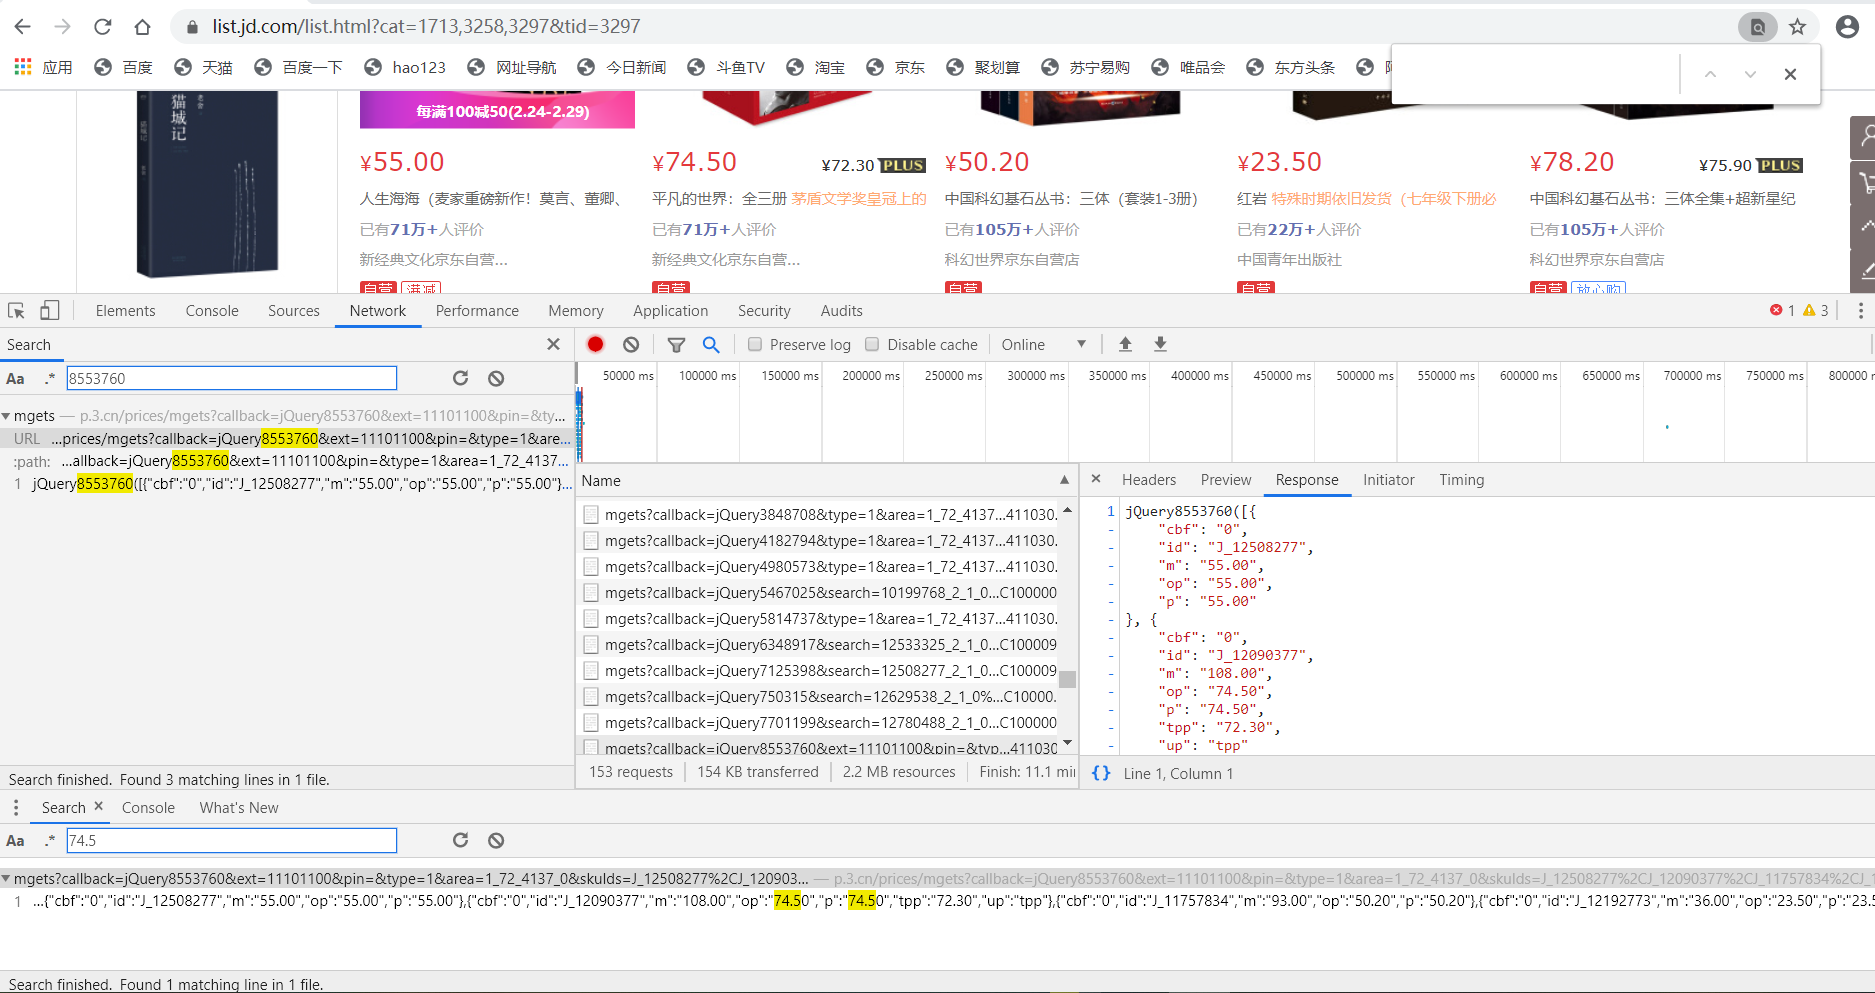 list.jd.com/list.html?cat=1713,3258,3297&tid=3297
应用 百度 天猫 百度一下 hao123 网址导航 今日新闻 斗鱼TV 淘宝 京东 聚划算 苏宁易购 唯品会 东方头条
老舍
猫城记
每满100减50(2.24-2.29)
¥55.00 ¥74.50 ¥72.30 PLUS ¥50.20 ¥23.50 ¥78.20 ¥75.90 PLUS
人生海海（麦家重磅新作！莫言、董卿、 平凡的世界：全三册 茅盾文学奖皇冠上的 中国科幻基石丛书：三体（套装1-3册） 红岩 特殊时期依旧发货（七年级下册必 中国科幻基石丛书：三体全集+超新星纪
已有71万+人评价 已有71万+人评价 已有105万+人评价 已有22万+人评价 已有105万+人评价
新经典文化京东自营... 新经典文化京东自营... 科幻世界京东自营店 中国青年出版社 科幻世界京东自营店
自营 满减 自营 自营 自营 自营 放心购
Elements Console Sources Network Performance Memory Application Security Audits 1 3
Search
Preserve log Disable cache Online
Aa .* 8553760
50000 ms 100000 ms 150000 ms 200000 ms 250000 ms 300000 ms 350000 ms 400000 ms 450000 ms 500000 ms 550000 ms 600000 ms 650000 ms 700000 ms 750000 ms 800000 m
mgets — p.3.cn/prices/mgets?callback=jQuery8553760&ext=11101100&pin=&ty...
URL ...prices/mgets?callback=jQuery8553760&ext=11101100&pin=&type=1&are...
:path: ...allback=jQuery8553760&ext=11101100&pin=&type=1&area=1_72_4137...
1 jQuery8553760([{"cbf":"0","id":"J_12508277","m":"55.00","op":"55.00","p":"55.00"}...
Search finished. Found 3 matching lines in 1 file.
Name
mgets?callback=jQuery3848708&type=1&area=1_72_4137...411030.
mgets?callback=jQuery4182794&type=1&area=1_72_4137...411030.
mgets?callback=jQuery4980573&type=1&area=1_72_4137...411030.
mgets?callback=jQuery5467025&search=10199768_2_1_0...C100000
mgets?callback=jQuery5814737&type=1&area=1_72_4137...411030.
mgets?callback=jQuery6348917&search=12533325_2_1_0...C100009
mgets?callback=jQuery7125398&search=12508277_2_1_0...C100009
mgets?callback=jQuery750315&search=12629538_2_1_0%...C10000.
mgets?callback=jQuery7701199&search=12780488_2_1_0...C100000
mgets?callback=jQuery8553760&ext=11101100&pin=&typ...411030
153 requests 154 KB transferred 2.2 MB resources Finish: 11.1 mi
Headers Preview Response Initiator Timing
1 jQuery8553760([{
- "cbf": "0",
- "id": "J_12508277",
- "m": "55.00",
- "op": "55.00",
- "p": "55.00"
- }, {
- "cbf": "0",
- "id": "J_12090377",
- "m": "108.00",
- "op": "74.50",
- "p": "74.50",
- "tpp": "72.30",
- "up": "tpp"
{} Line 1, Column 1
Search Console What's New
Aa .* 74.5
mgets?callback=jQuery8553760&ext=11101100&pin=&type=1&area=1_72_4137_0&skuIds=J_12508277%2CJ_120903... — p.3.cn/prices/mgets?callback=jQuery8553760&ext=11101100&pin=&type=1&area=1_72_4137_0&skuIds=J_12508277%2CJ_12090377%2CJ_11757834%2CJ_1
1 ...{"cbf":"0","id":"J_12508277","m":"55.00","op":"55.00","p":"55.00"},{"cbf":"0","id":"J_12090377","m":"108.00","op":"74.50","p":"74.50","tpp":"72.30","up":"tpp"},{"cbf":"0","id":"J_11757834","m":"93.00","op":"50.20","p":"50.20"},{"cbf":"0","id":"J_12192773","m":"36.00","op":"23.50","p":"23.5
Search finished. Found 1 matching line in 1 file.